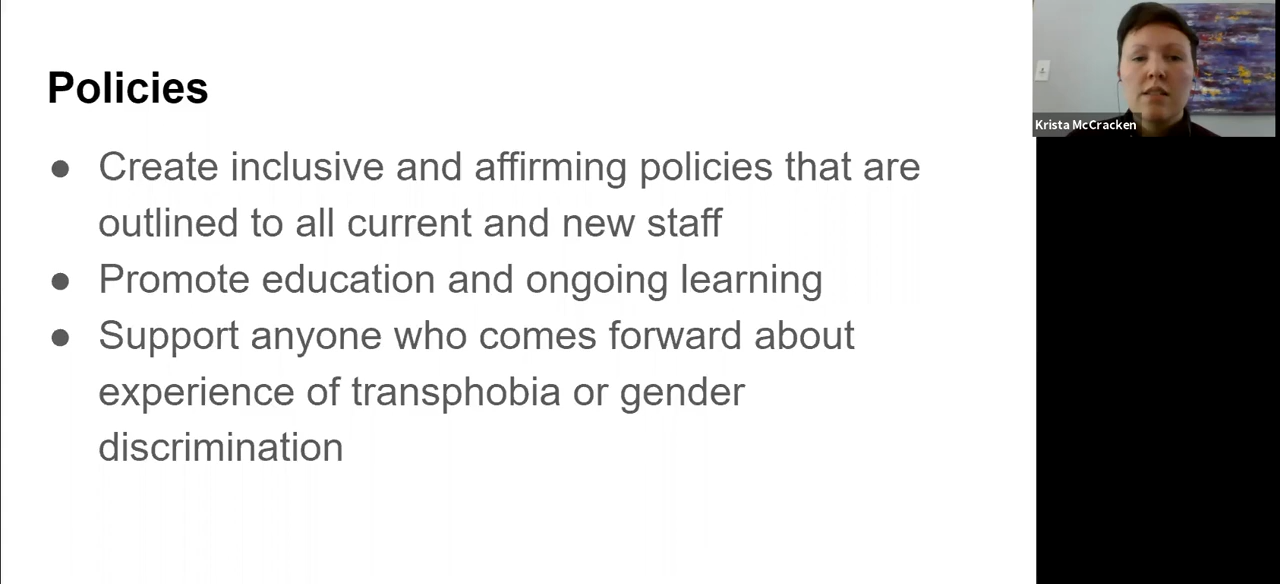 Policies
● Create inclusive and affirming policies that are
outlined to all current and new staff
● Promote education and ongoing learning
● Support anyone who comes forward about
experience of transphobia or gender
discrimination
Krista McCracken